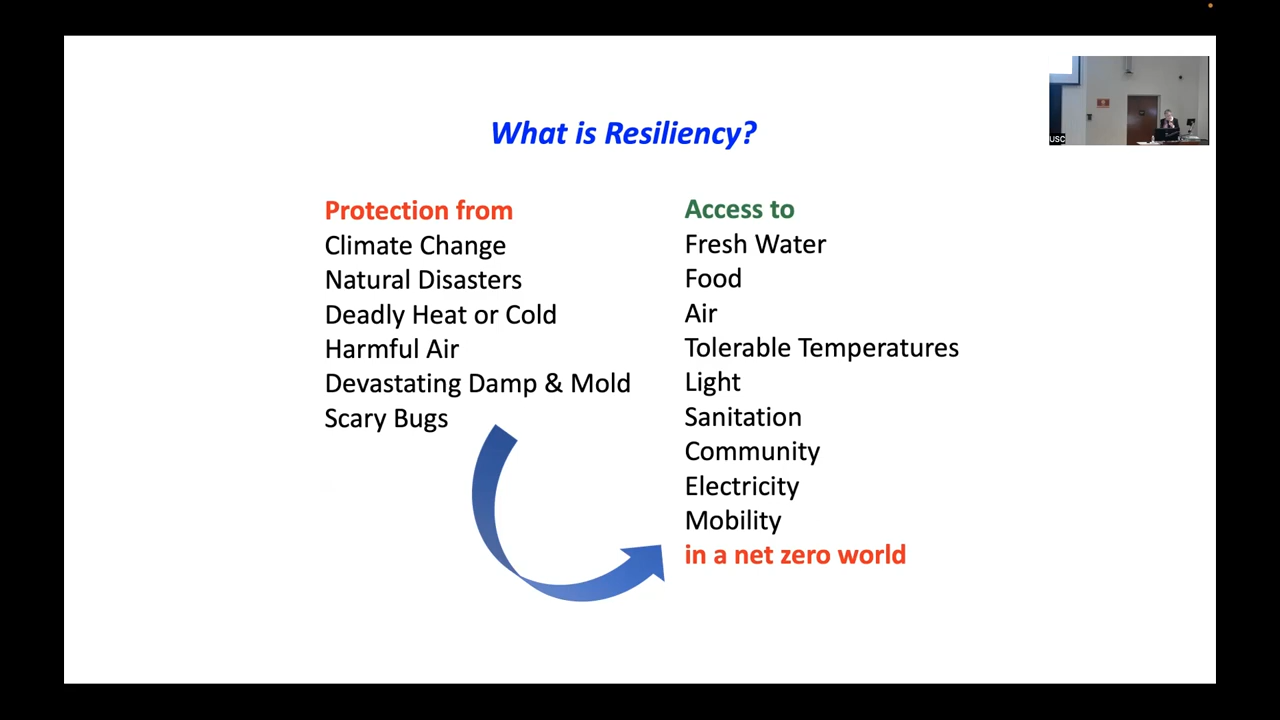 What is Resiliency?
Protection from
Climate Change
Natural Disasters
Deadly Heat or Cold
Harmful Air
Devastating Damp & Mold
Scary Bugs
Access to
Fresh Water
Food
Air
Tolerable Temperatures
Light
Sanitation
Community
Electricity
Mobility
in a net zero world
USC